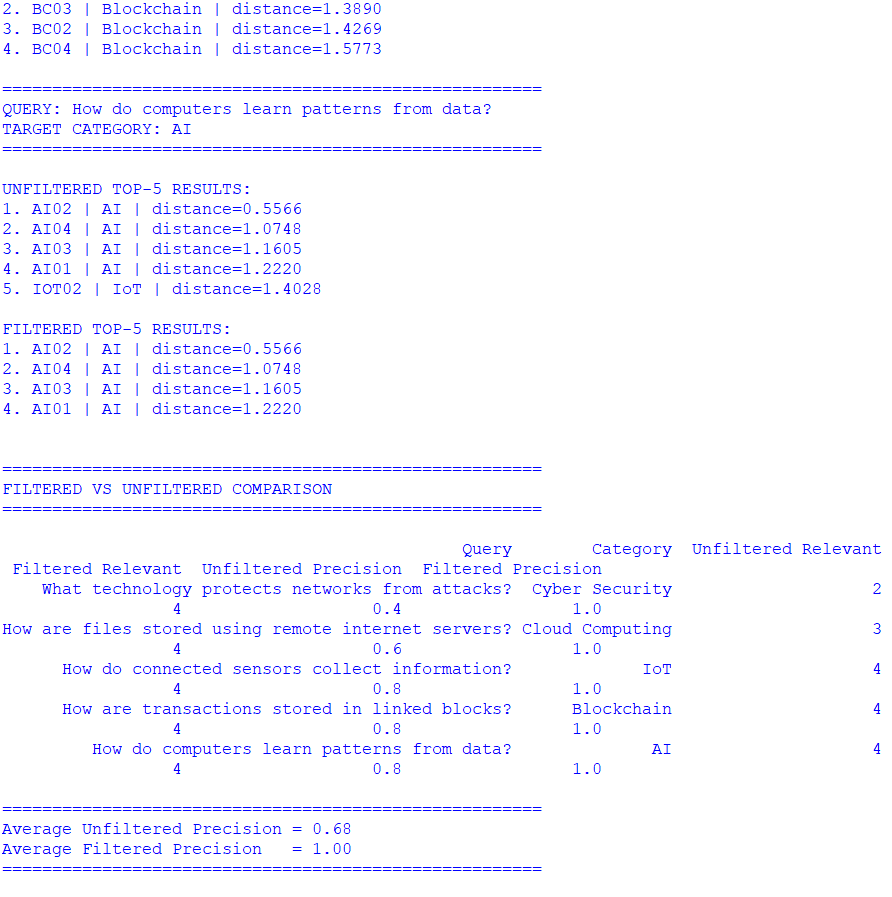 2. BC03 | Blockchain | distance=1.3890
3. BC02 | Blockchain | distance=1.4269
4. BC04 | Blockchain | distance=1.5773
======================================================
QUERY: How do computers learn patterns from data?
TARGET CATEGORY: AI
======================================================
UNFILTERED TOP-5 RESULTS:
1. AI02 | AI | distance=0.5566
2. AI04 | AI | distance=1.0748
3. AI03 | AI | distance=1.1605
4. AI01 | AI | distance=1.2220
5. IOT02 | IoT | distance=1.4028
FILTERED TOP-5 RESULTS:
1. AI02 | AI | distance=0.5566
2. AI04 | AI | distance=1.0748
3. AI03 | AI | distance=1.1605
4. AI01 | AI | distance=1.2220
======================================================
FILTERED VS UNFILTERED COMPARISON
======================================================
Query        Category  Unfiltered Relevant
Filtered Relevant  Unfiltered Precision  Filtered Precision
What technology protects networks from attacks?  Cyber Security                    2
4                   0.4                 1.0
How are files stored using remote internet servers? Cloud Computing                    3
4                   0.6                 1.0
How do connected sensors collect information?             IoT                    4
4                   0.8                 1.0
How are transactions stored in linked blocks?      Blockchain                    4
4                   0.8                 1.0
How do computers learn patterns from data?              AI                    4
4                   0.8                 1.0
======================================================
Average Unfiltered Precision = 0.68
Average Filtered Precision   = 1.00
======================================================